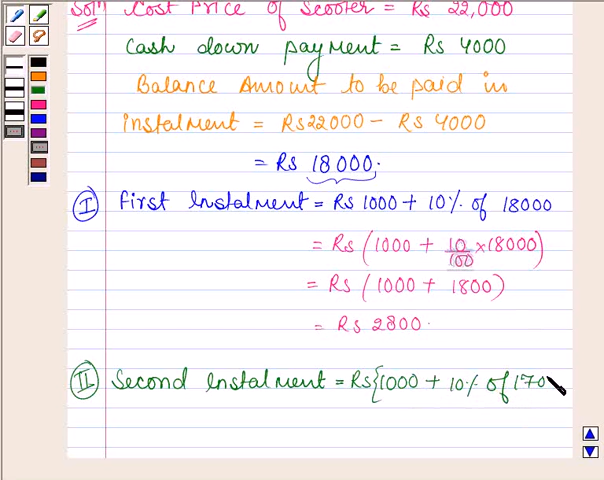 Soln Cost Price of Scooter = Rs 22,000
Cash down payment = Rs 4000
Balance Amount to be paid in
instalment = Rs22000 - Rs 4000
= Rs 18000.
I First Instalment = Rs 1000 + 10% of 18000
= Rs (1000 + 10/100 × 18000)
= Rs (1000 + 1800)
= Rs 2800.
II Second Instalment = Rs{1000 + 10% of 170